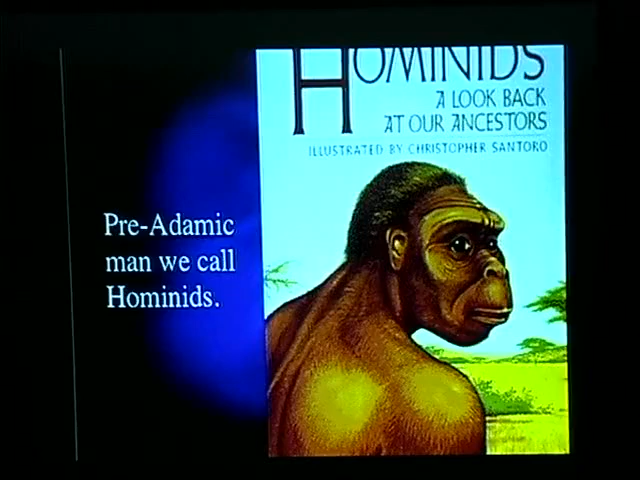 Pre-Adamic
man we call
Hominids.
HOMINIDS
A LOOK BACK
AT OUR ANCESTORS
ILLUSTRATED BY CHRISTOPHER SANTORO